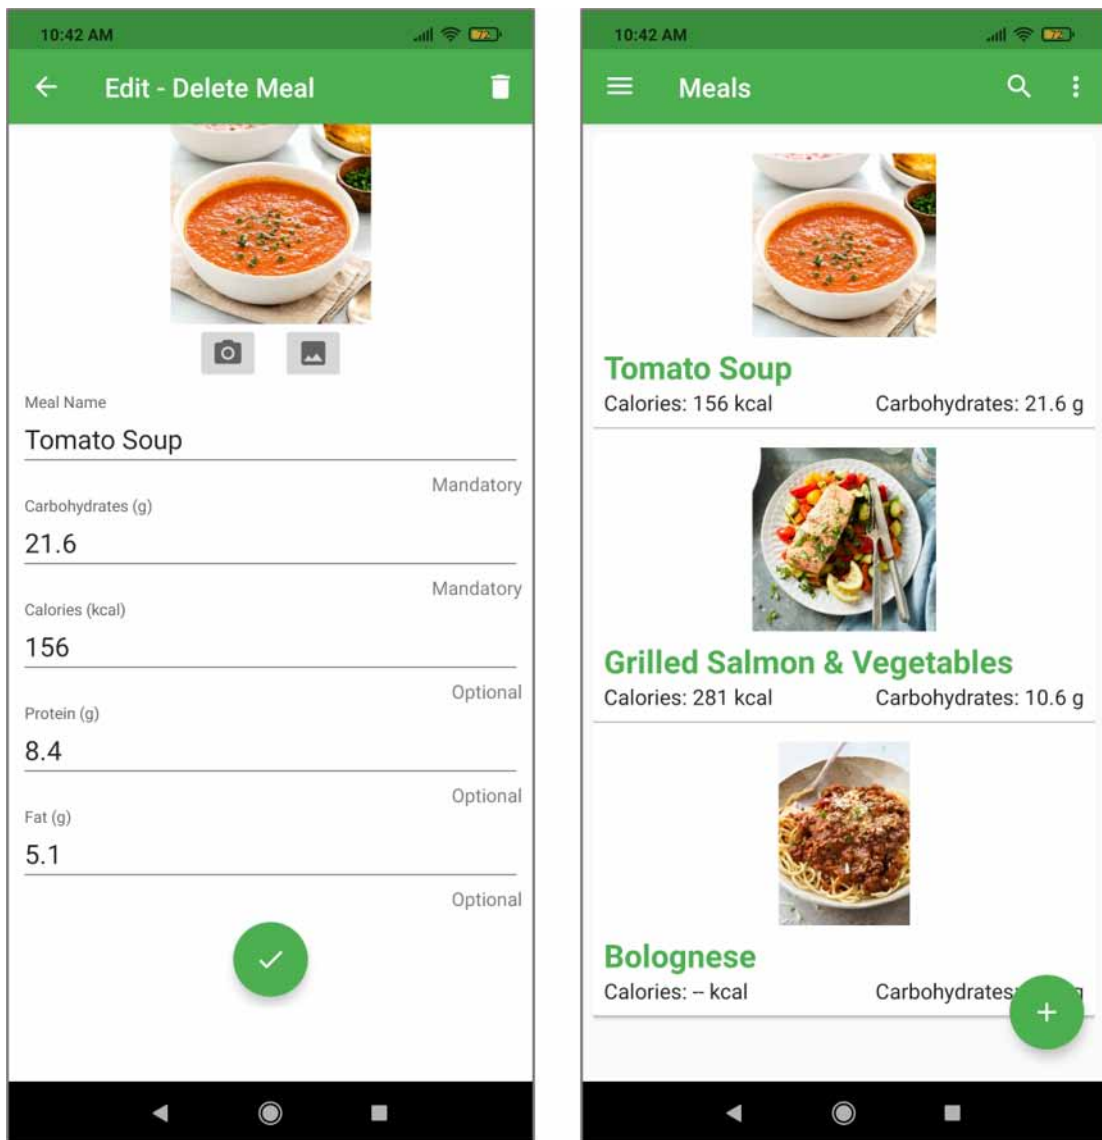 10:42 AM
72
Edit - Delete Meal
Meal Name
Tomato Soup
Mandatory
Carbohydrates (g)
21.6
Mandatory
Calories (kcal)
156
Optional
Protein (g)
8.4
Optional
Fat (g)
5.1
Optional
10:42 AM
72
Meals
Tomato Soup
Calories: 156 kcal Carbohydrates: 21.6 g
Grilled Salmon & Vegetables
Calories: 281 kcal Carbohydrates: 10.6 g
Bolognese
Calories: -- kcal Carbohydrates